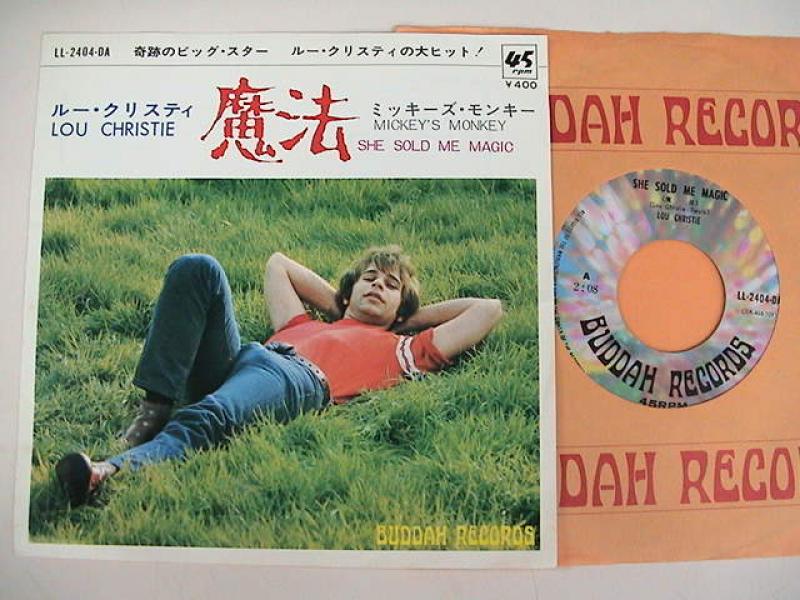 LL-2404-DA 奇跡のビッグ・スター ルー・クリスティの大ヒット!
45 rpm
¥400
ルー・クリスティ
LOU CHRISTIE
魔法
ミッキーズ・モンキー
MICKEY'S MONKEY
SHE SOLD ME MAGIC
BUDDAH RECORDS
DAH RECOR
SHE SOLD ME MAGIC
LOU CHRISTIE
A
2:08
LL-2404-DA
BUDDAH RECORDS
45RPM
DAH RECO